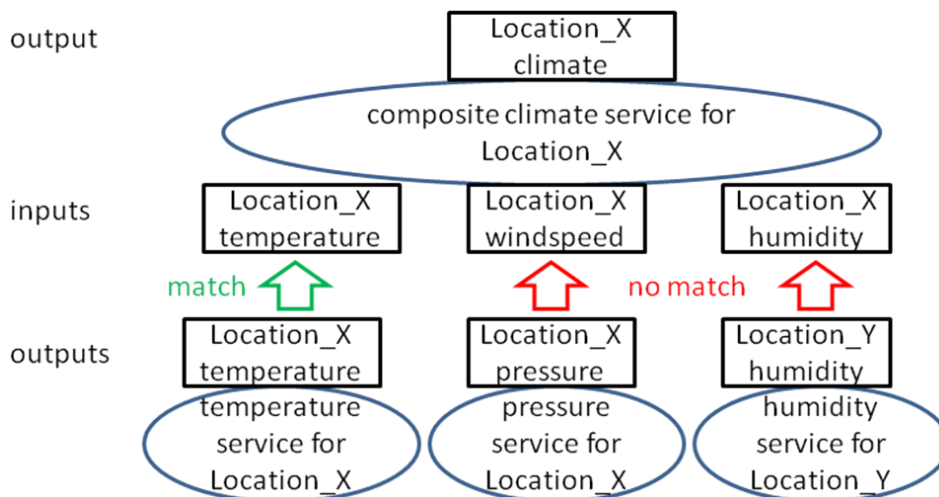 output
Location_X
climate
composite climate service for
Location_X
inputs
Location_X
temperature
Location_X
windspeed
Location_X
humidity
match
no match
outputs
Location_X
temperature
Location_X
pressure
Location_Y
humidity
temperature
service for
Location_X
pressure
service for
Location_X
humidity
service for
Location_Y